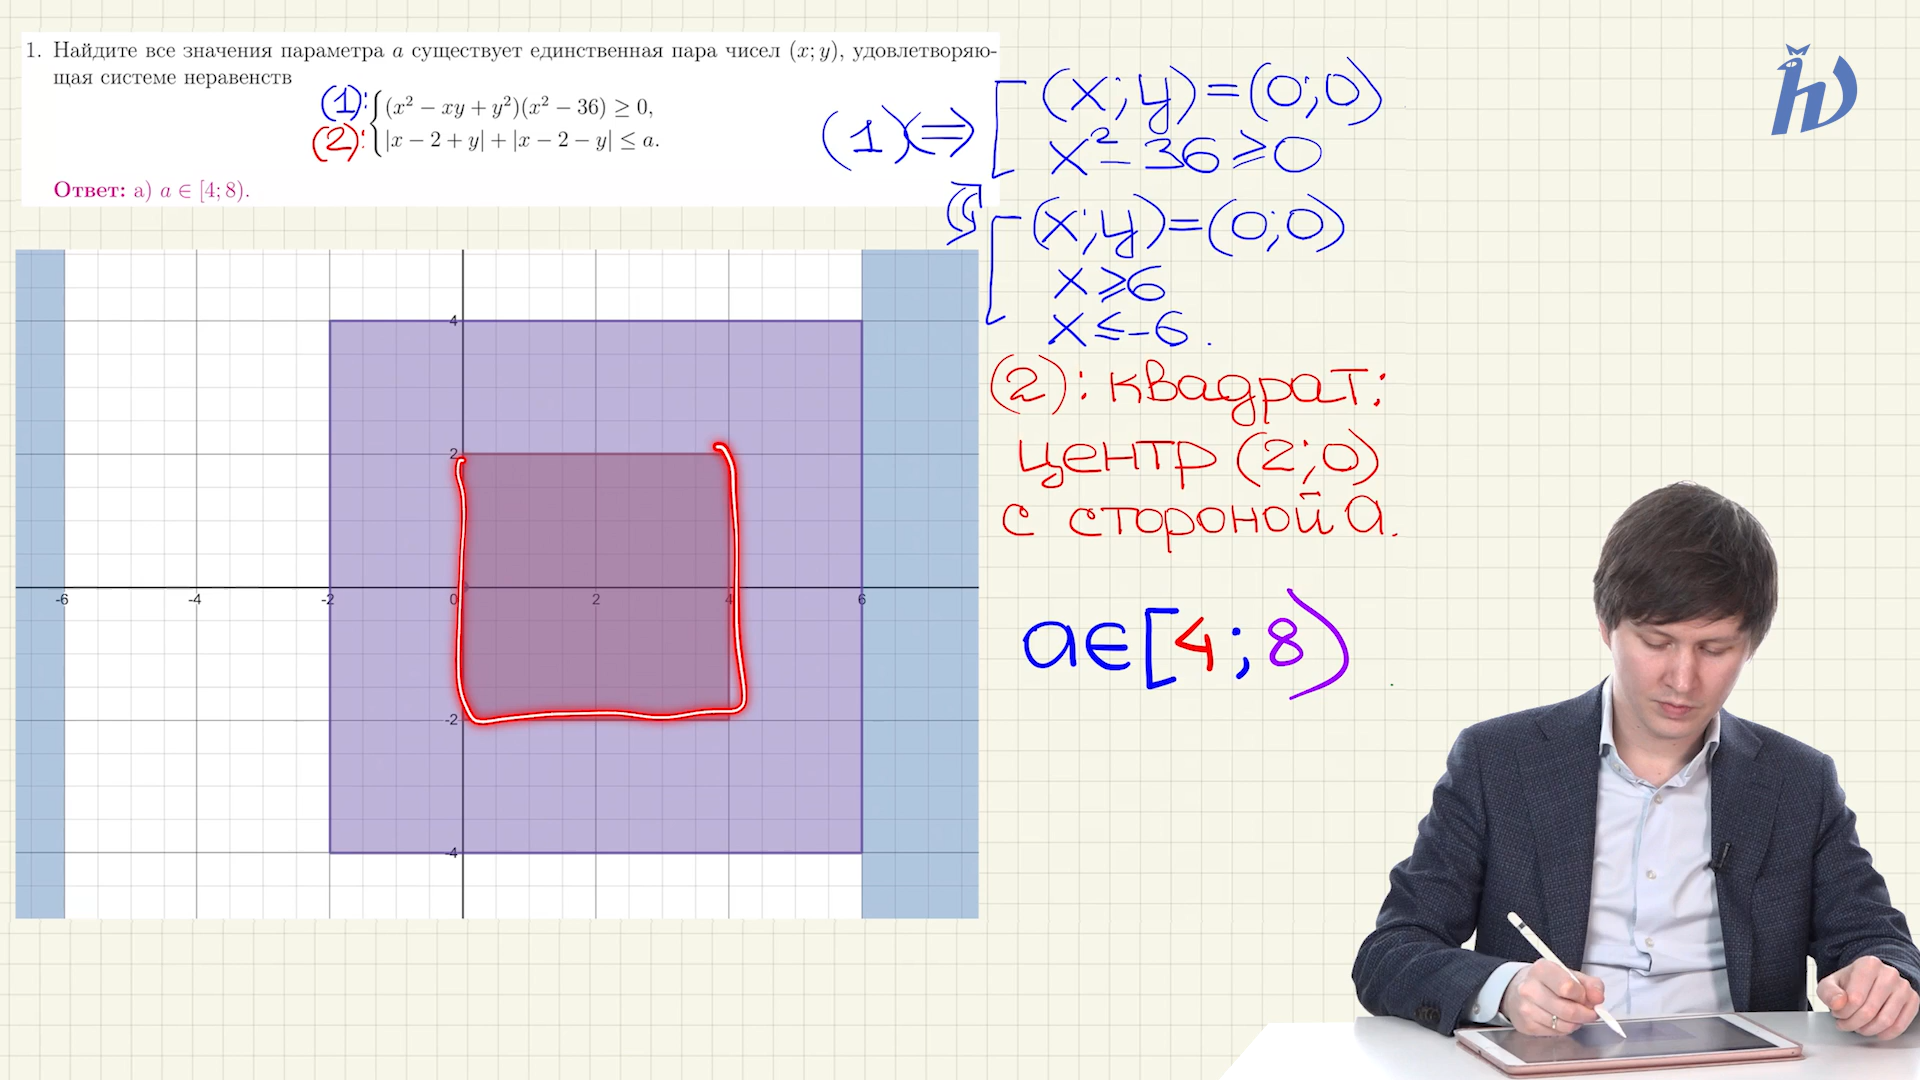 1. Найдите все значения параметра a существует единственная пара чисел (x; y), удовлетворяю-
щая системе неравенств
(1): (x² − xy + y²)(x² − 36) ≥ 0,
(2): |x − 2 + y| + |x − 2 − y| ≤ a.
Ответ: а) a ∈ [4; 8).
(1) ⇔ [ (x;y)=(0;0)
x²−36⩾0
⇔ [ (x;y)=(0;0)
x⩾6
x≤−6.
(2): квадрат:
центр (2;0)
с стороной a.
a∈[4;8)
4
2
-6 -4 -2 0 2 4 6
-2
-4